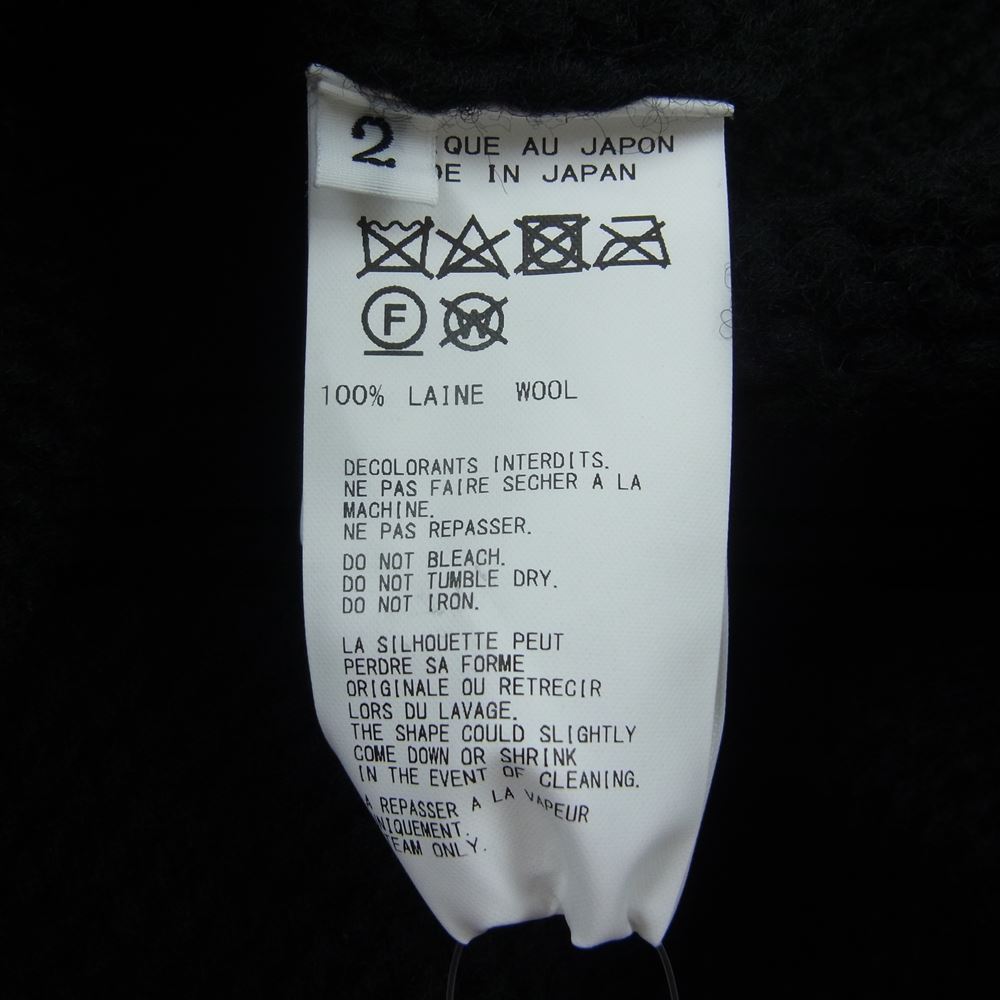 2
QUE AU JAPON
DE IN JAPAN
F W
100% LAINE WOOL
DECOLORANTS INTERDITS.
NE PAS FAIRE SECHER A LA
MACHINE.
NE PAS REPASSER.
DO NOT BLEACH.
DO NOT TUMBLE DRY.
DO NOT IRON.
LA SILHOUETTE PEUT
PERDRE SA FORME
ORIGINALE OU RETRECIR
LORS DU LAVAGE.
THE SHAPE COULD SLIGHTLY
COME DOWN OR SHRINK
IN THE EVENT OF CLEANING.
A REPASSER A LA VAPEUR
NIQUEMENT.
EAM ONLY.